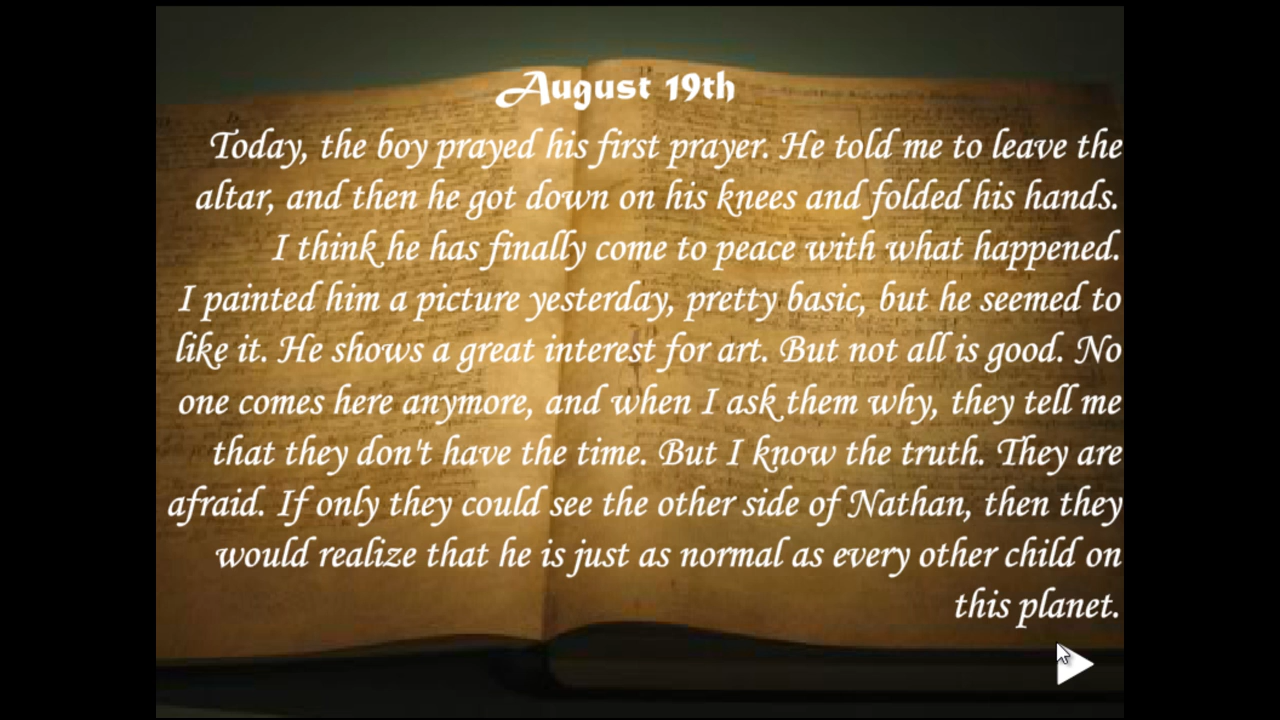 August 19th
Today, the boy prayed his first prayer. He told me to leave the
altar, and then he got down on his knees and folded his hands.
I think he has finally come to peace with what happened.
I painted him a picture yesterday, pretty basic, but he seemed to
like it. He shows a great interest for art. But not all is good. No
one comes here anymore, and when I ask them why, they tell me
that they don't have the time. But I know the truth. They are
afraid. If only they could see the other side of Nathan, then they
would realize that he is just as normal as every other child on
this planet.